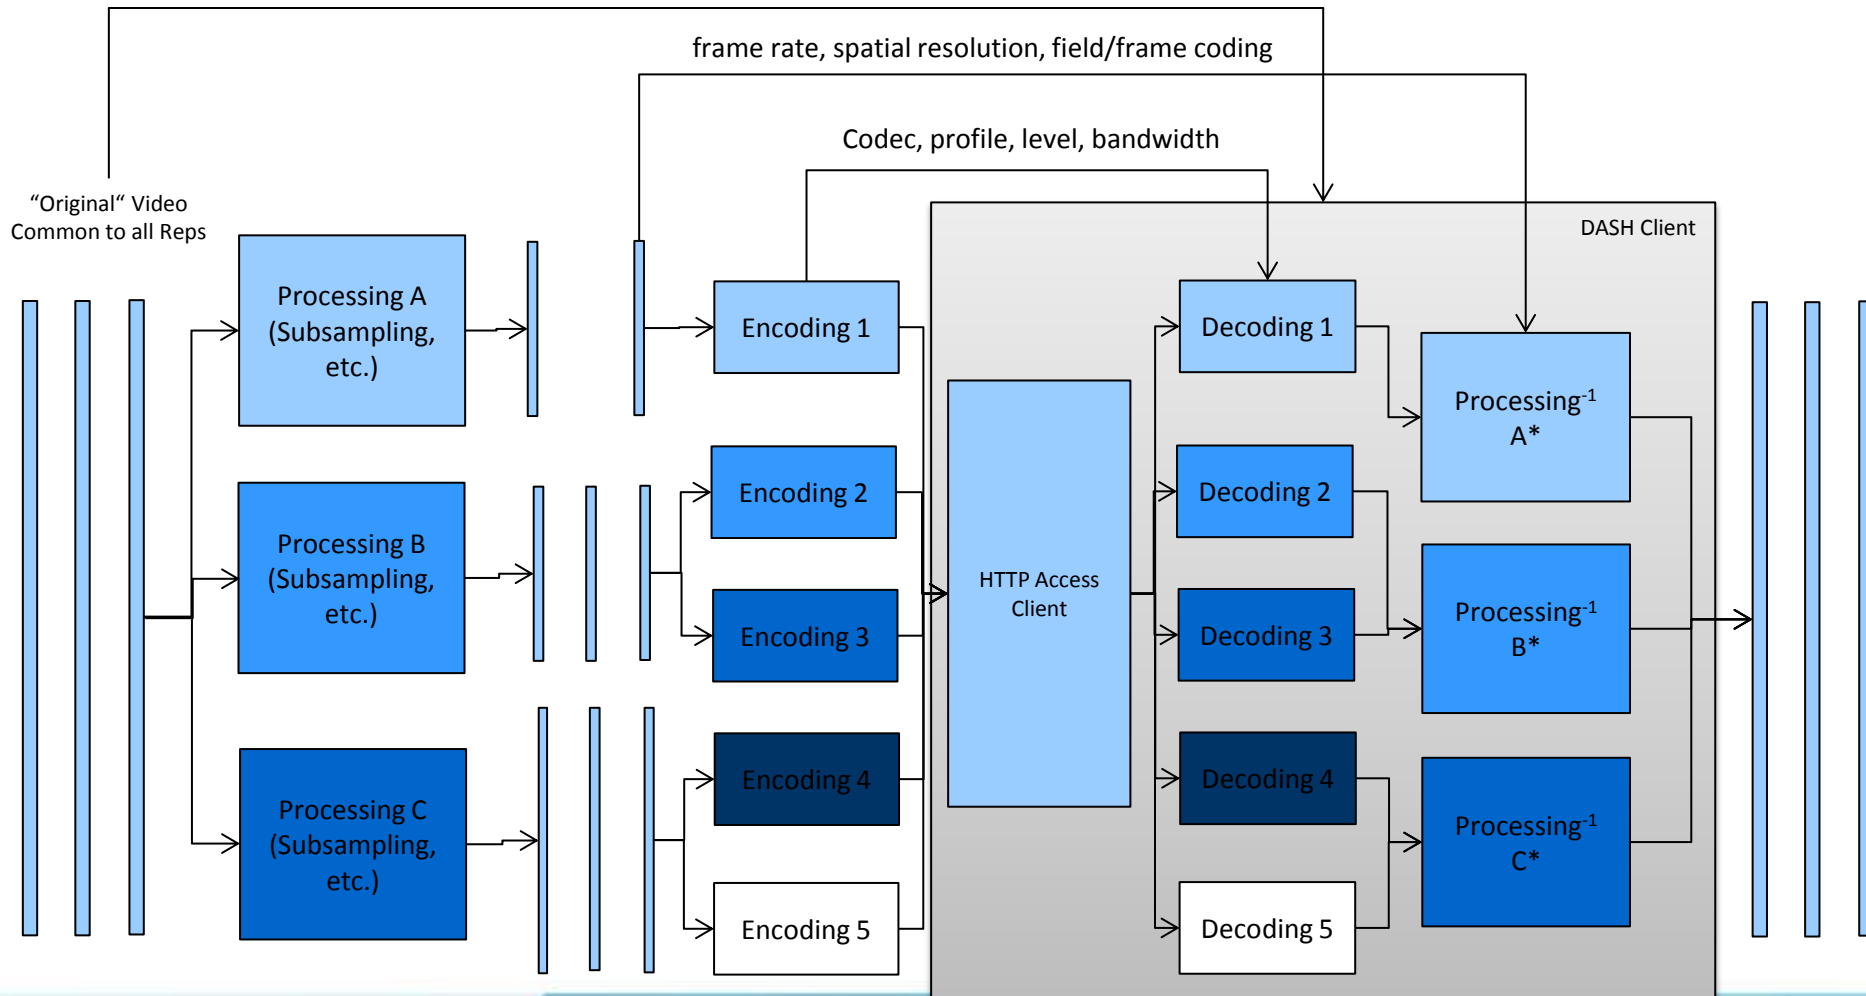 frame rate, spatial resolution, field/frame coding
Codec, profile, level, bandwidth
“Original“ Video
Common to all Reps
DASH Client
Processing A
(Subsampling,
etc.)
Encoding 1
Decoding 1
Processing-1
A*
Processing B
(Subsampling,
etc.)
Encoding 2
Encoding 3
HTTP Access
Client
Decoding 2
Decoding 3
Processing-1
B*
Processing C
(Subsampling,
etc.)
Encoding 4
Encoding 5
Decoding 4
Decoding 5
Processing-1
C*